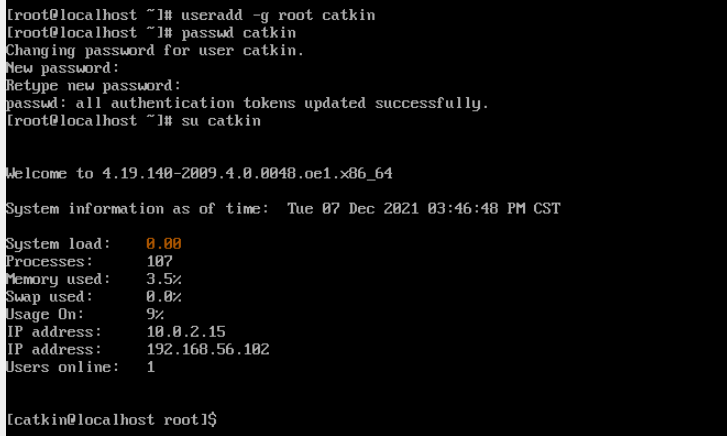 [root@localhost ~]# useradd -g root catkin
[root@localhost ~]# passwd catkin
Changing password for user catkin.
New password:
Retype new password:
passwd: all authentication tokens updated successfully.
[root@localhost ~]# su catkin
Welcome to 4.19.140-2009.4.0.0048.oe1.x86_64
System information as of time:  Tue 07 Dec 2021 03:46:48 PM CST
System load:    0.00
Processes:      107
Memory used:    3.5%
Swap used:      0.0%
Usage On:       9%
IP address:     10.0.2.15
IP address:     192.168.56.102
Users online:   1
[catkin@localhost root]$